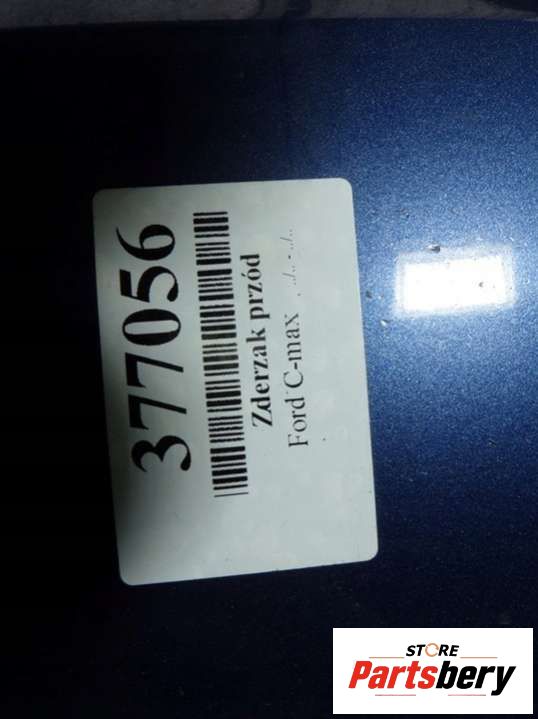 377056
Zderzak przód
Ford C-max
STORE
Partsbery